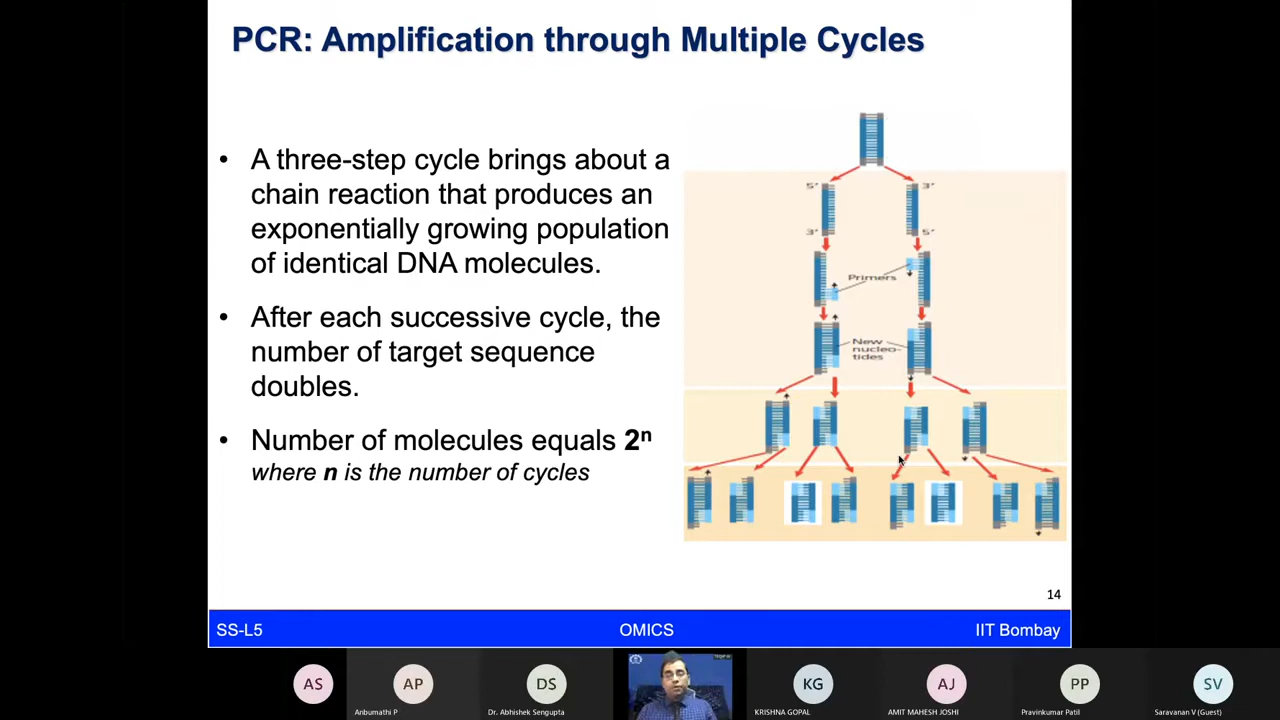 PCR: Amplification through Multiple Cycles
• A three-step cycle brings about a
chain reaction that produces an
exponentially growing population
of identical DNA molecules.
• After each successive cycle, the
number of target sequence
doubles.
• Number of molecules equals 2ⁿ
where n is the number of cycles
5' 3'
3' 5'
Primers
New
nucleo-
tides
14
SS-L5 OMICS IIT Bombay
AS AP DS KG AJ PP SV
Anbumathi P Dr. Abhishek Sengupta KRISHNA GOPAL AMIT MAHESH JOSHI Pravinkumar Patil Saravanan V (Guest)